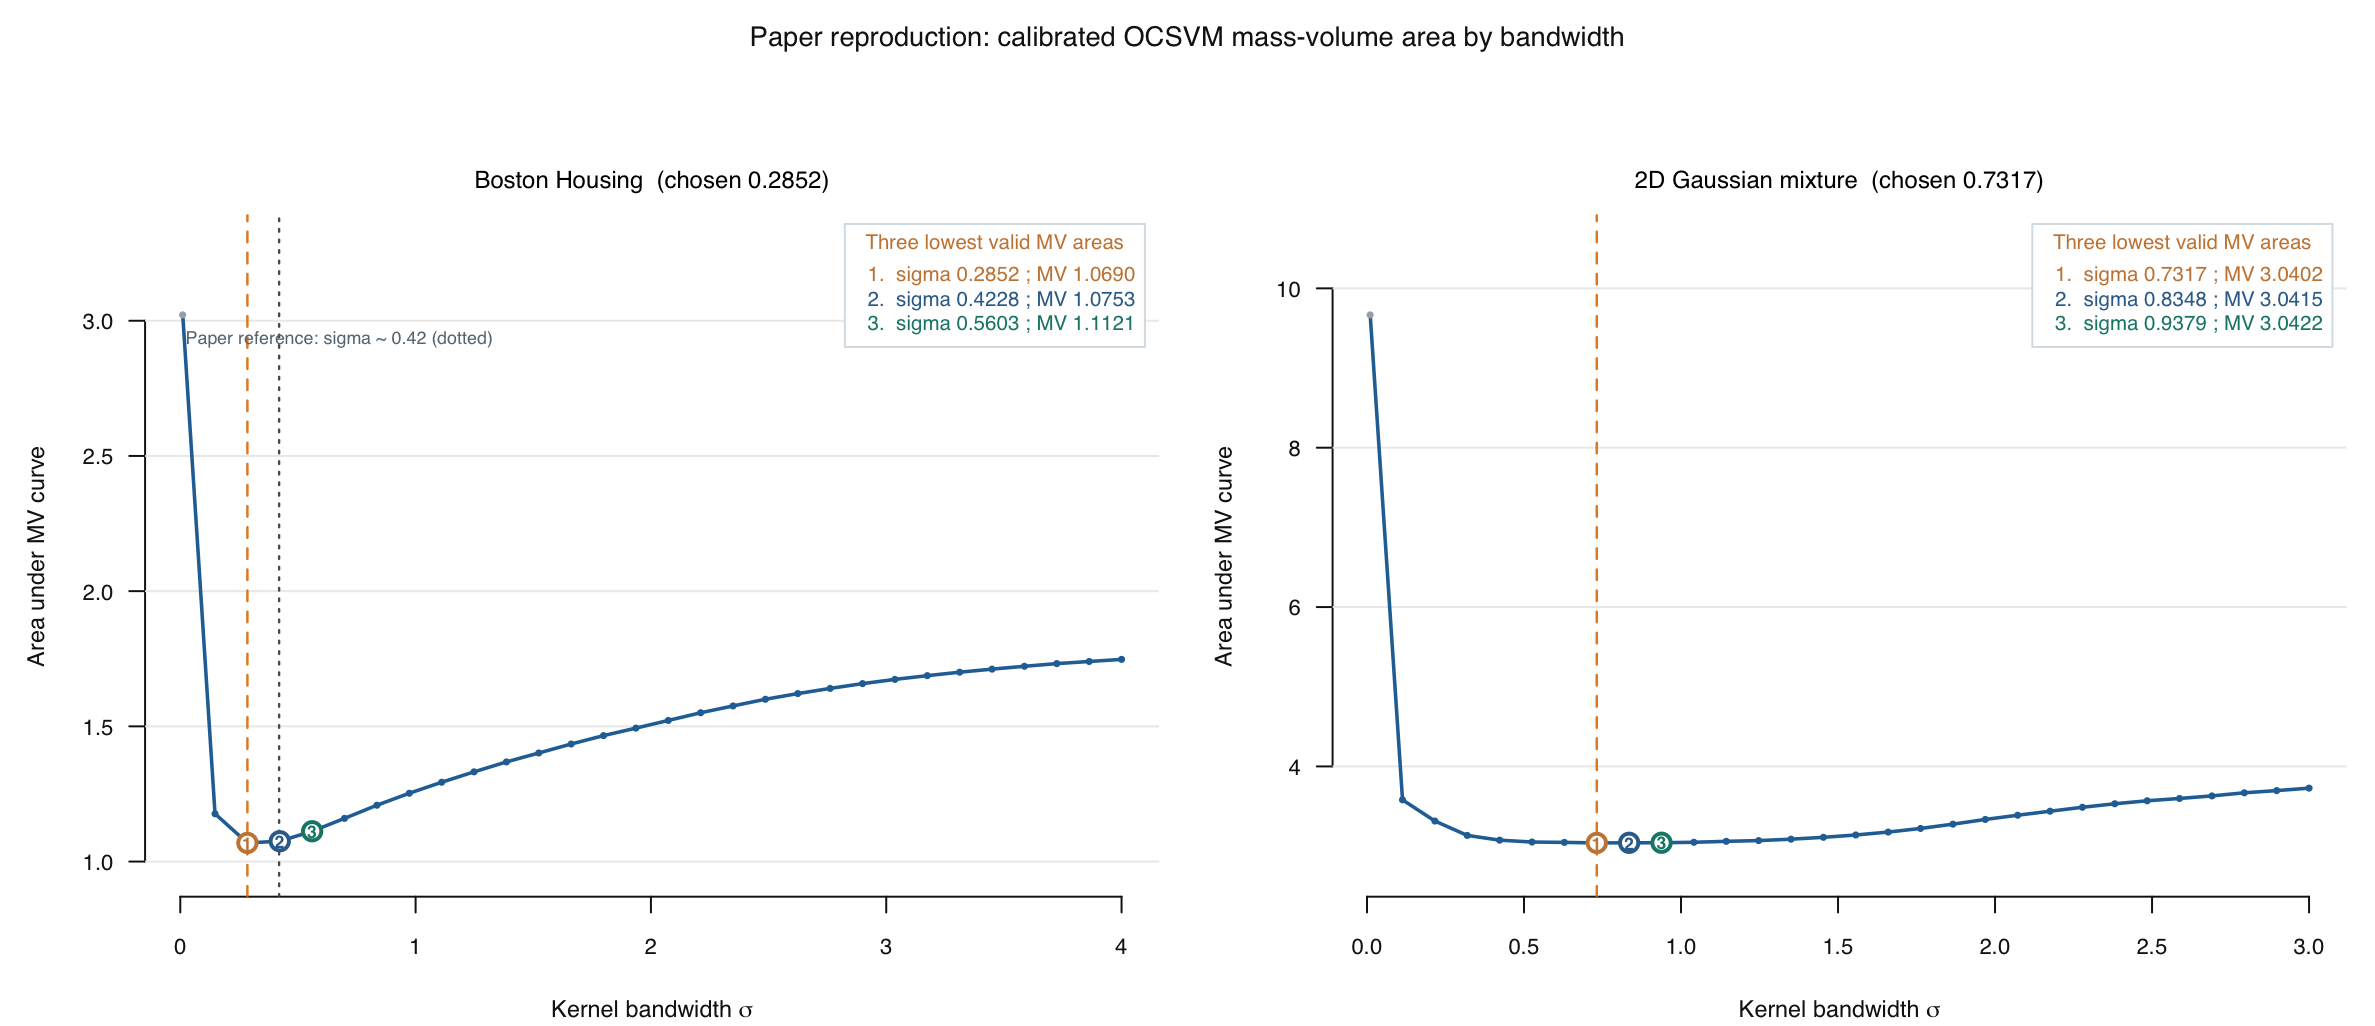 Paper reproduction: calibrated OCSVM mass-volume area by bandwidth
Boston Housing  (chosen 0.2852)
Three lowest valid MV areas
1.  sigma 0.2852 ; MV 1.0690
2.  sigma 0.4228 ; MV 1.0753
3.  sigma 0.5603 ; MV 1.1121
Paper reference: sigma ~ 0.42 (dotted)
Area under MV curve
3.0
2.5
2.0
1.5
1.0
1
2
3
0 1 2 3 4
Kernel bandwidth σ
2D Gaussian mixture  (chosen 0.7317)
Three lowest valid MV areas
1.  sigma 0.7317 ; MV 3.0402
2.  sigma 0.8348 ; MV 3.0415
3.  sigma 0.9379 ; MV 3.0422
Area under MV curve
10
8
6
4
1 2 3
0.0 0.5 1.0 1.5 2.0 2.5 3.0
Kernel bandwidth σ